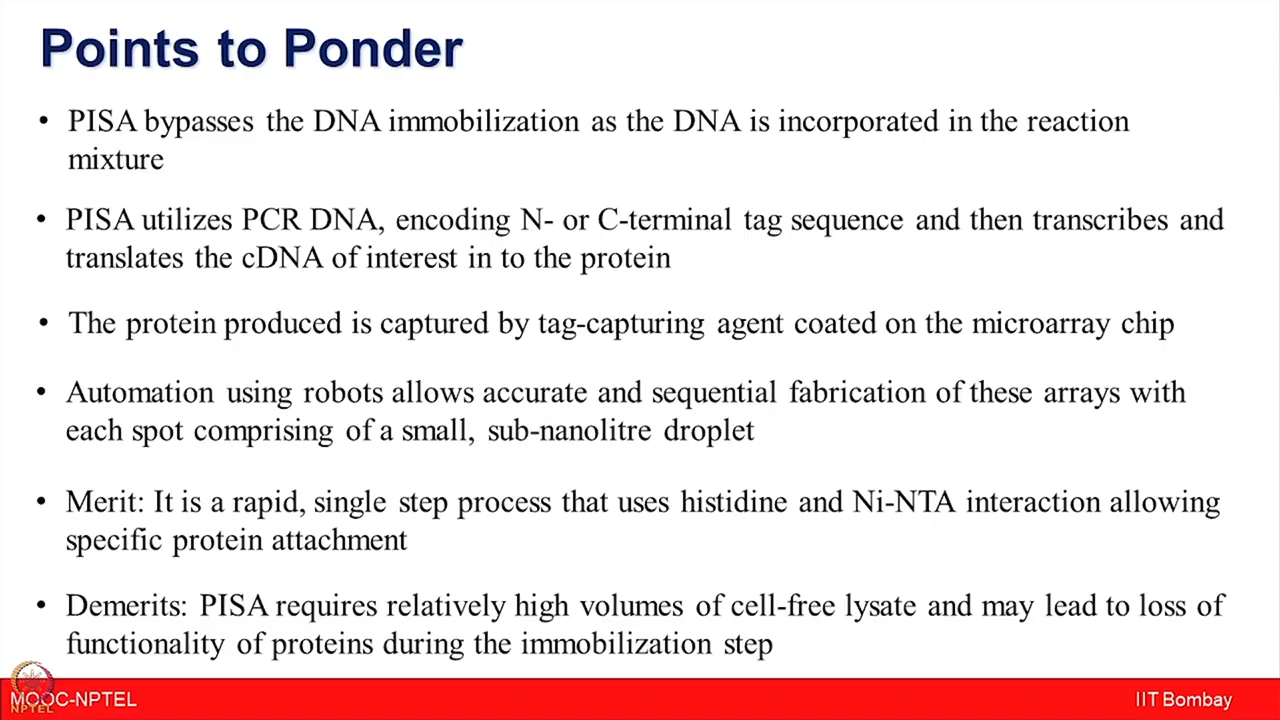 Points to Ponder
• PISA bypasses the DNA immobilization as the DNA is incorporated in the reaction
mixture
• PISA utilizes PCR DNA, encoding N- or C-terminal tag sequence and then transcribes and
translates the cDNA of interest in to the protein
• The protein produced is captured by tag-capturing agent coated on the microarray chip
• Automation using robots allows accurate and sequential fabrication of these arrays with
each spot comprising of a small, sub-nanolitre droplet
• Merit: It is a rapid, single step process that uses histidine and Ni-NTA interaction allowing
specific protein attachment
• Demerits: PISA requires relatively high volumes of cell-free lysate and may lead to loss of
functionality of proteins during the immobilization step
MOOC-NPTEL
NPTEL
IIT Bombay